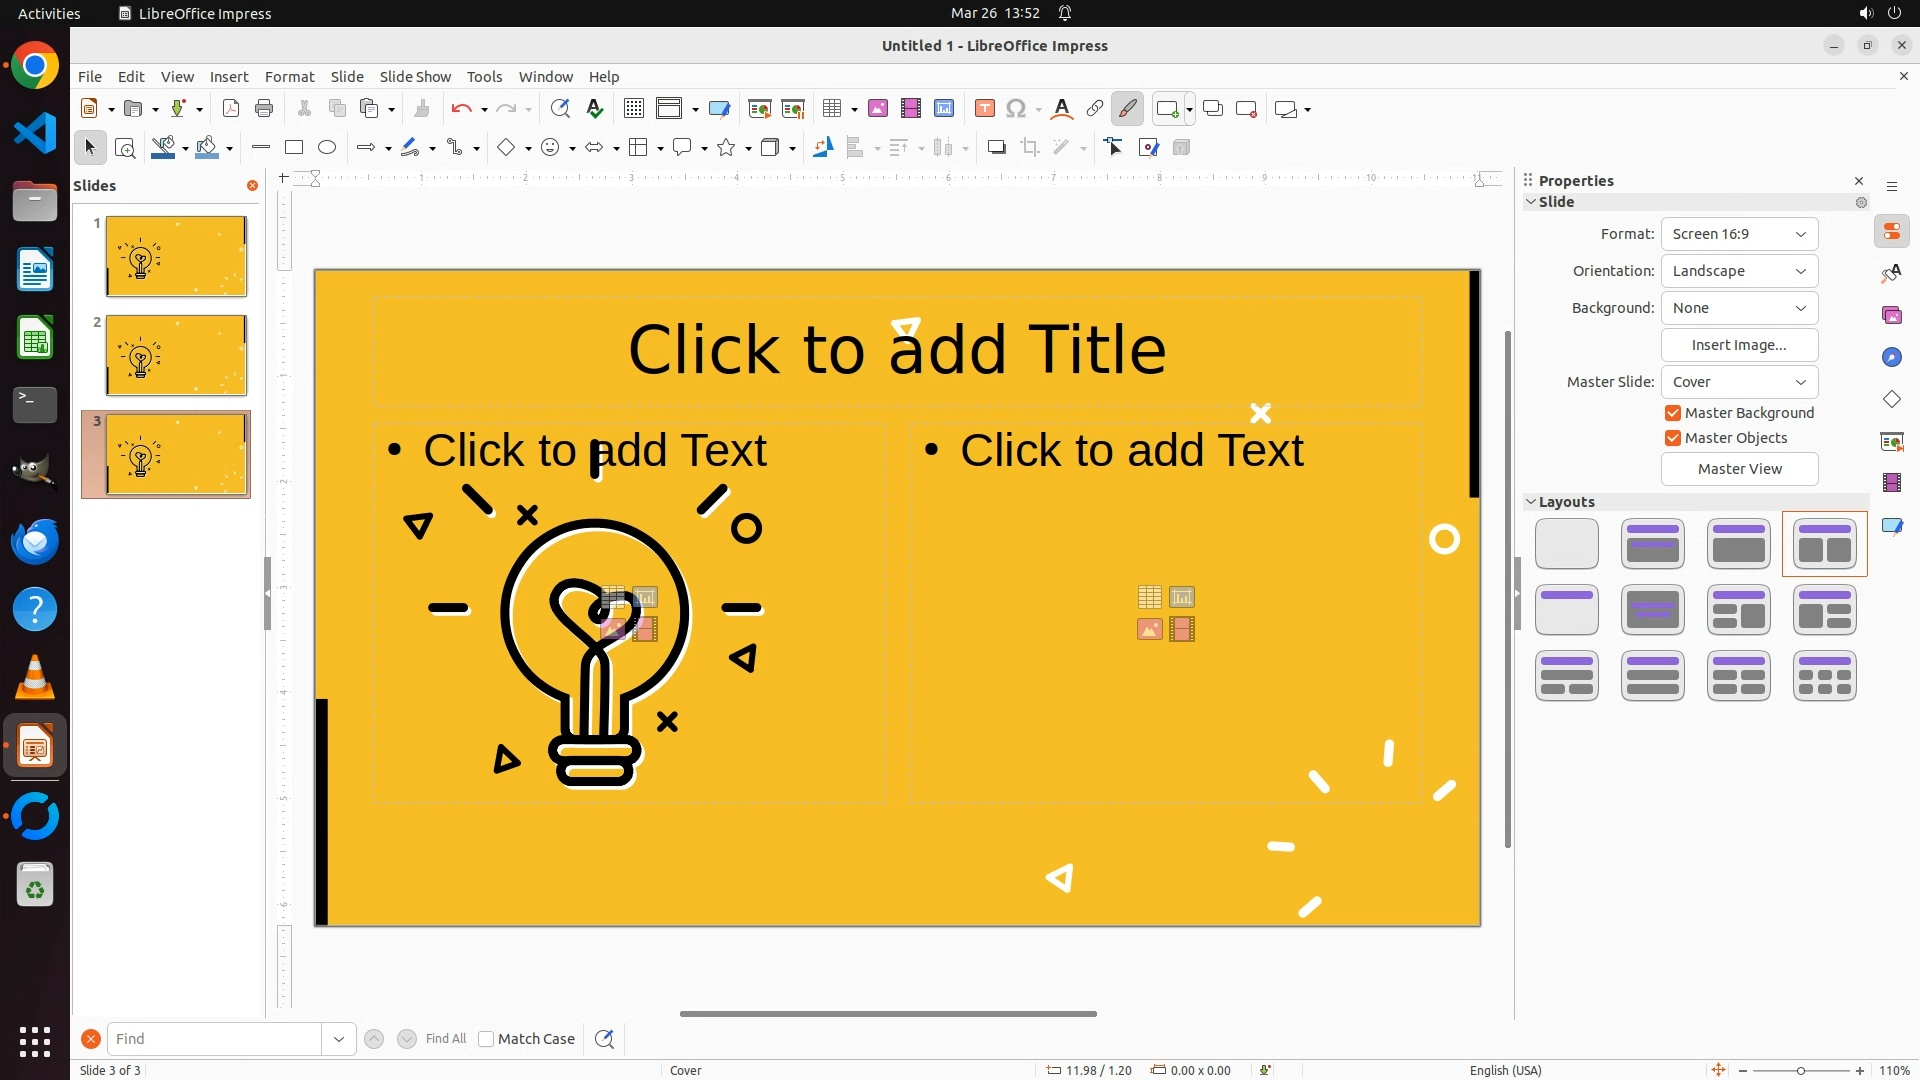 Activities
LibreOffice Impress
Mar 26 13:52
Untitled 1 - LibreOffice Impress
File Edit View Insert Format Slide Slide Show Tools Window Help
Slides
1
2
3
Click to add Title
Click to add Text
Click to add Text
Properties
Slide
Format: Screen 16:9
Orientation: Landscape
Background: None
Insert Image...
Master Slide: Cover
Master Background
Master Objects
Master View
Layouts
Find
Find All
Match Case
Slide 3 of 3
Cover
11.98 / 1.20
0.00 x 0.00
English (USA)
110%